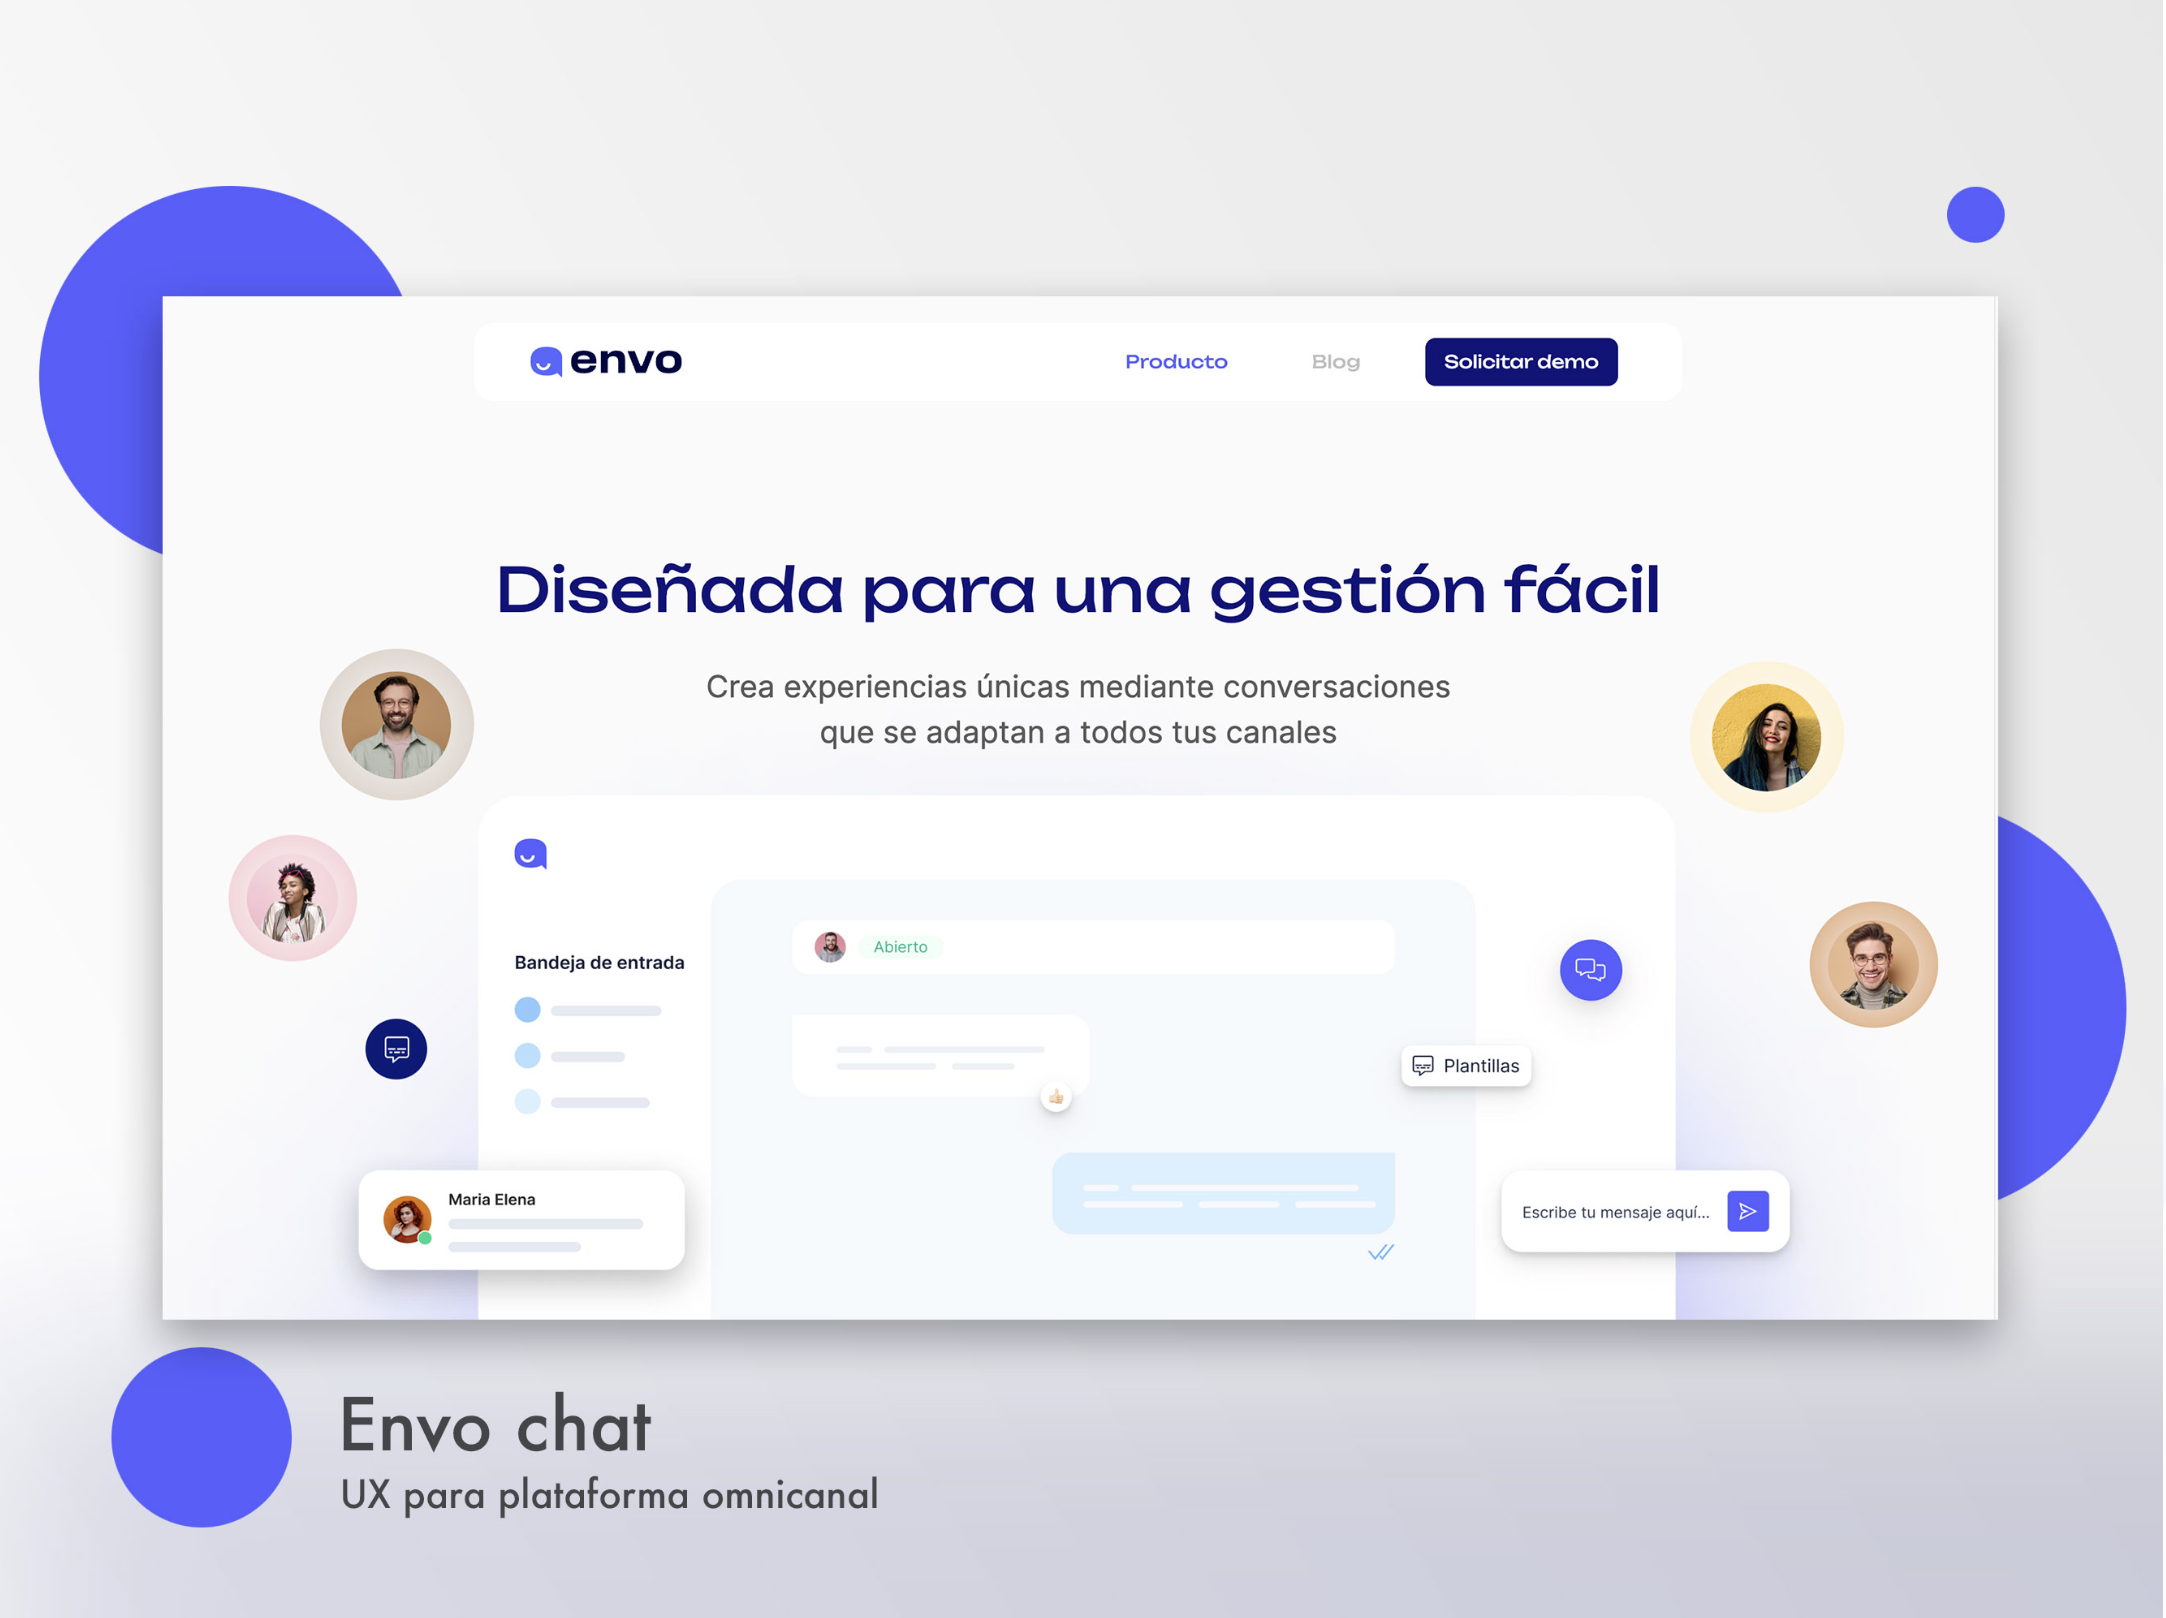 envo
Producto
Blog
Solicitar demo
Diseñada para una gestión fácil
Crea experiencias únicas mediante conversaciones
que se adaptan a todos tus canales
Abierto
Bandeja de entrada
Plantillas
Maria Elena
Escribe tu mensaje aquí...
Envo chat
UX para plataforma omnicanal